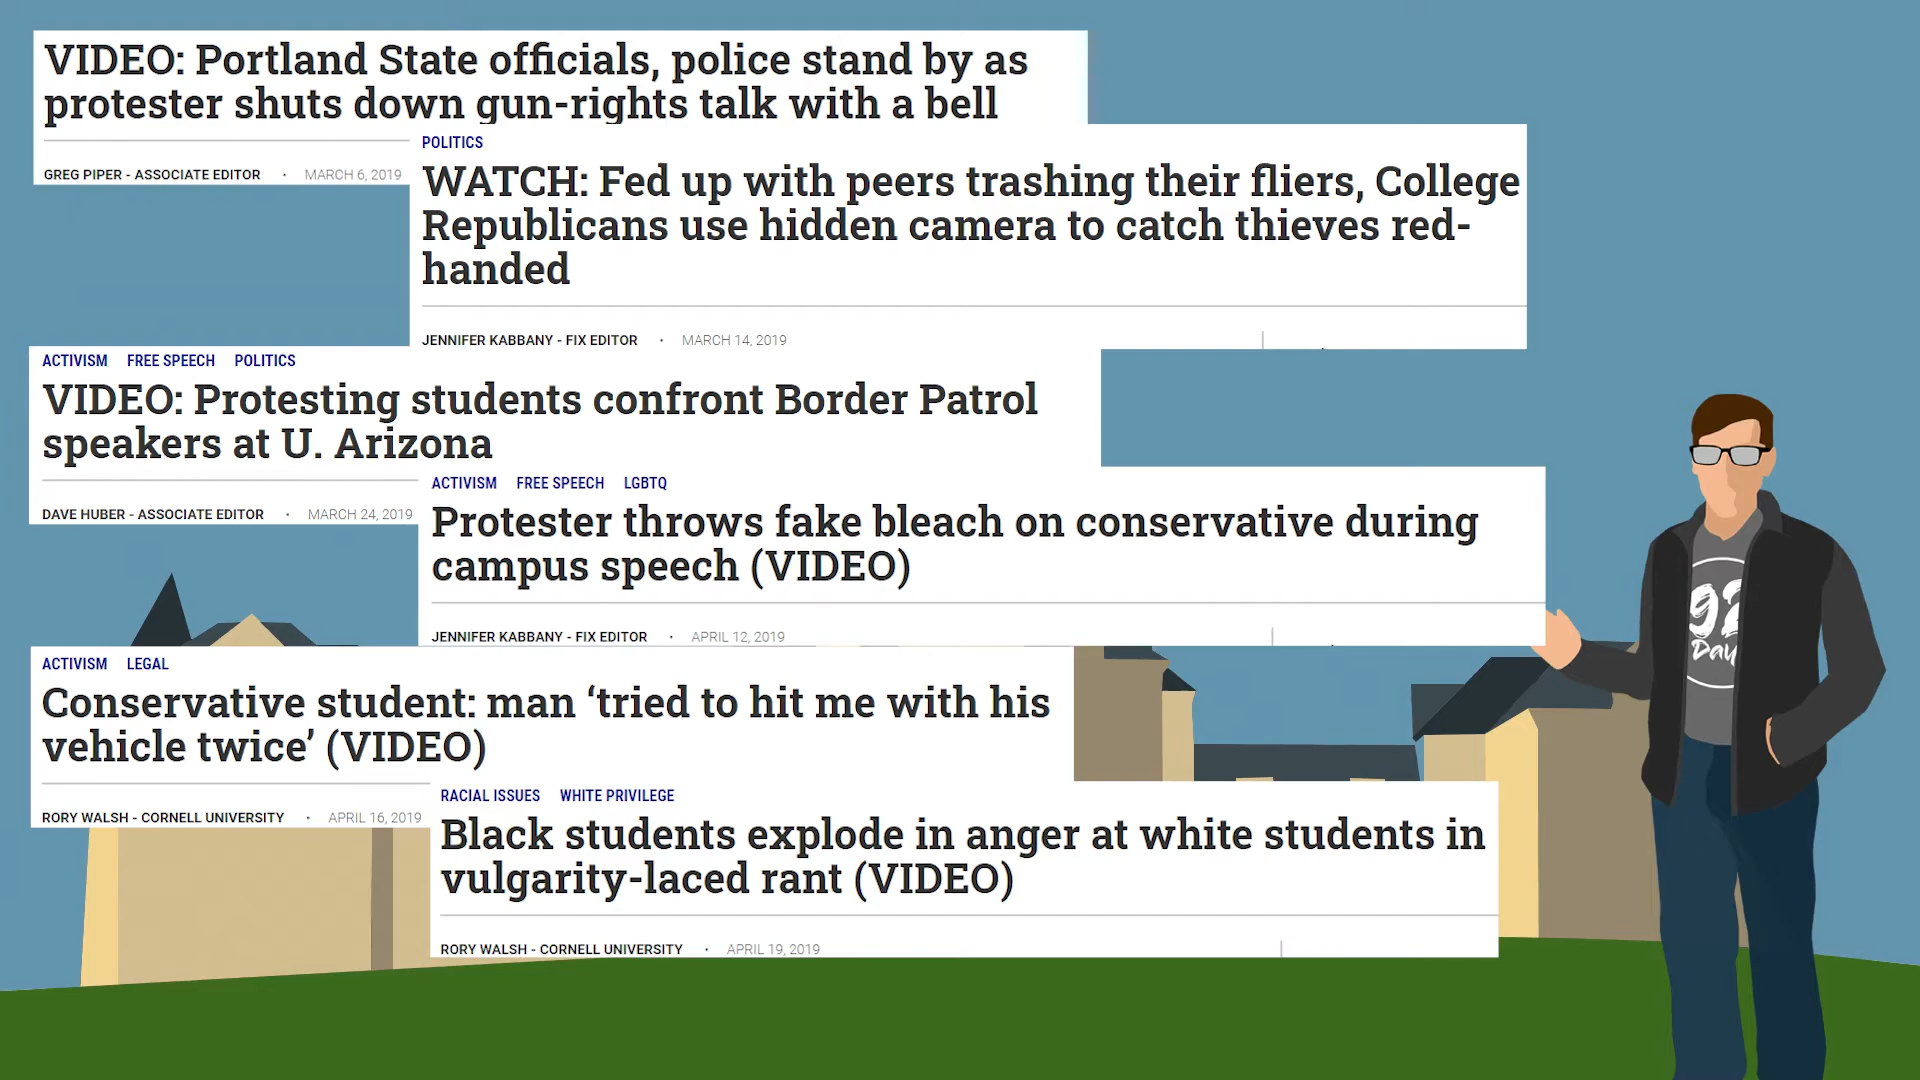 VIDEO: Portland State officials, police stand by as
protester shuts down gun-rights talk with a bell
GREG PIPER - ASSOCIATE EDITOR • MARCH 6, 2019
POLITICS
WATCH: Fed up with peers trashing their fliers, College
Republicans use hidden camera to catch thieves red-
handed
JENNIFER KABBANY - FIX EDITOR • MARCH 14, 2019
ACTIVISM FREE SPEECH POLITICS
VIDEO: Protesting students confront Border Patrol
speakers at U. Arizona
DAVE HUBER - ASSOCIATE EDITOR • MARCH 24, 2019
ACTIVISM FREE SPEECH LGBTQ
Protester throws fake bleach on conservative during
campus speech (VIDEO)
JENNIFER KABBANY - FIX EDITOR • APRIL 12, 2019
ACTIVISM LEGAL
Conservative student: man ‘tried to hit me with his
vehicle twice’ (VIDEO)
RORY WALSH - CORNELL UNIVERSITY • APRIL 16, 2019
RACIAL ISSUES WHITE PRIVILEGE
Black students explode in anger at white students in
vulgarity-laced rant (VIDEO)
RORY WALSH - CORNELL UNIVERSITY • APRIL 19, 2019
92
Day